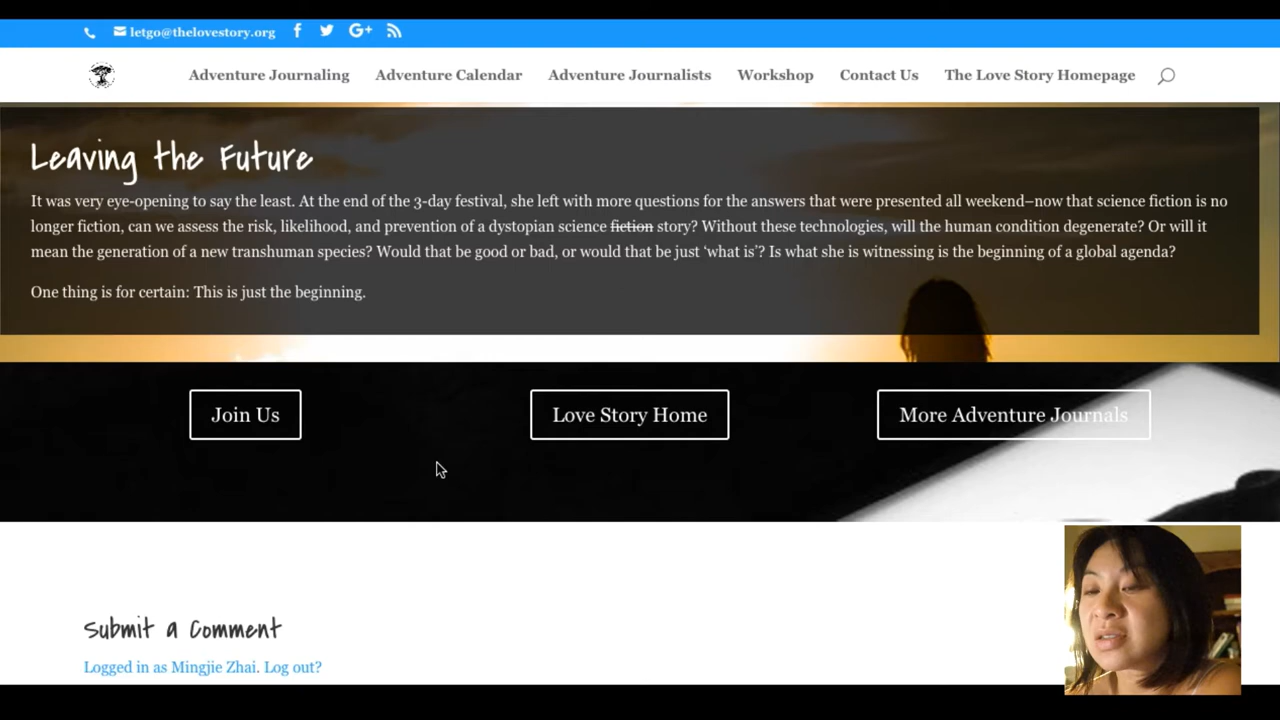 letgo@thelovestory.org
Adventure Journaling Adventure Calendar Adventure Journalists Workshop Contact Us The Love Story Homepage
Leaving the Future
It was very eye-opening to say the least. At the end of the 3-day festival, she left with more questions for the answers that were presented all weekend–now that science fiction is no
longer fiction, can we assess the risk, likelihood, and prevention of a dystopian science fiction story? Without these technologies, will the human condition degenerate? Or will it
mean the generation of a new transhuman species? Would that be good or bad, or would that be just ‘what is’? Is what she is witnessing is the beginning of a global agenda?
One thing is for certain: This is just the beginning.
Join Us Love Story Home More Adventure Journals
Submit a Comment
Logged in as Mingjie Zhai. Log out?